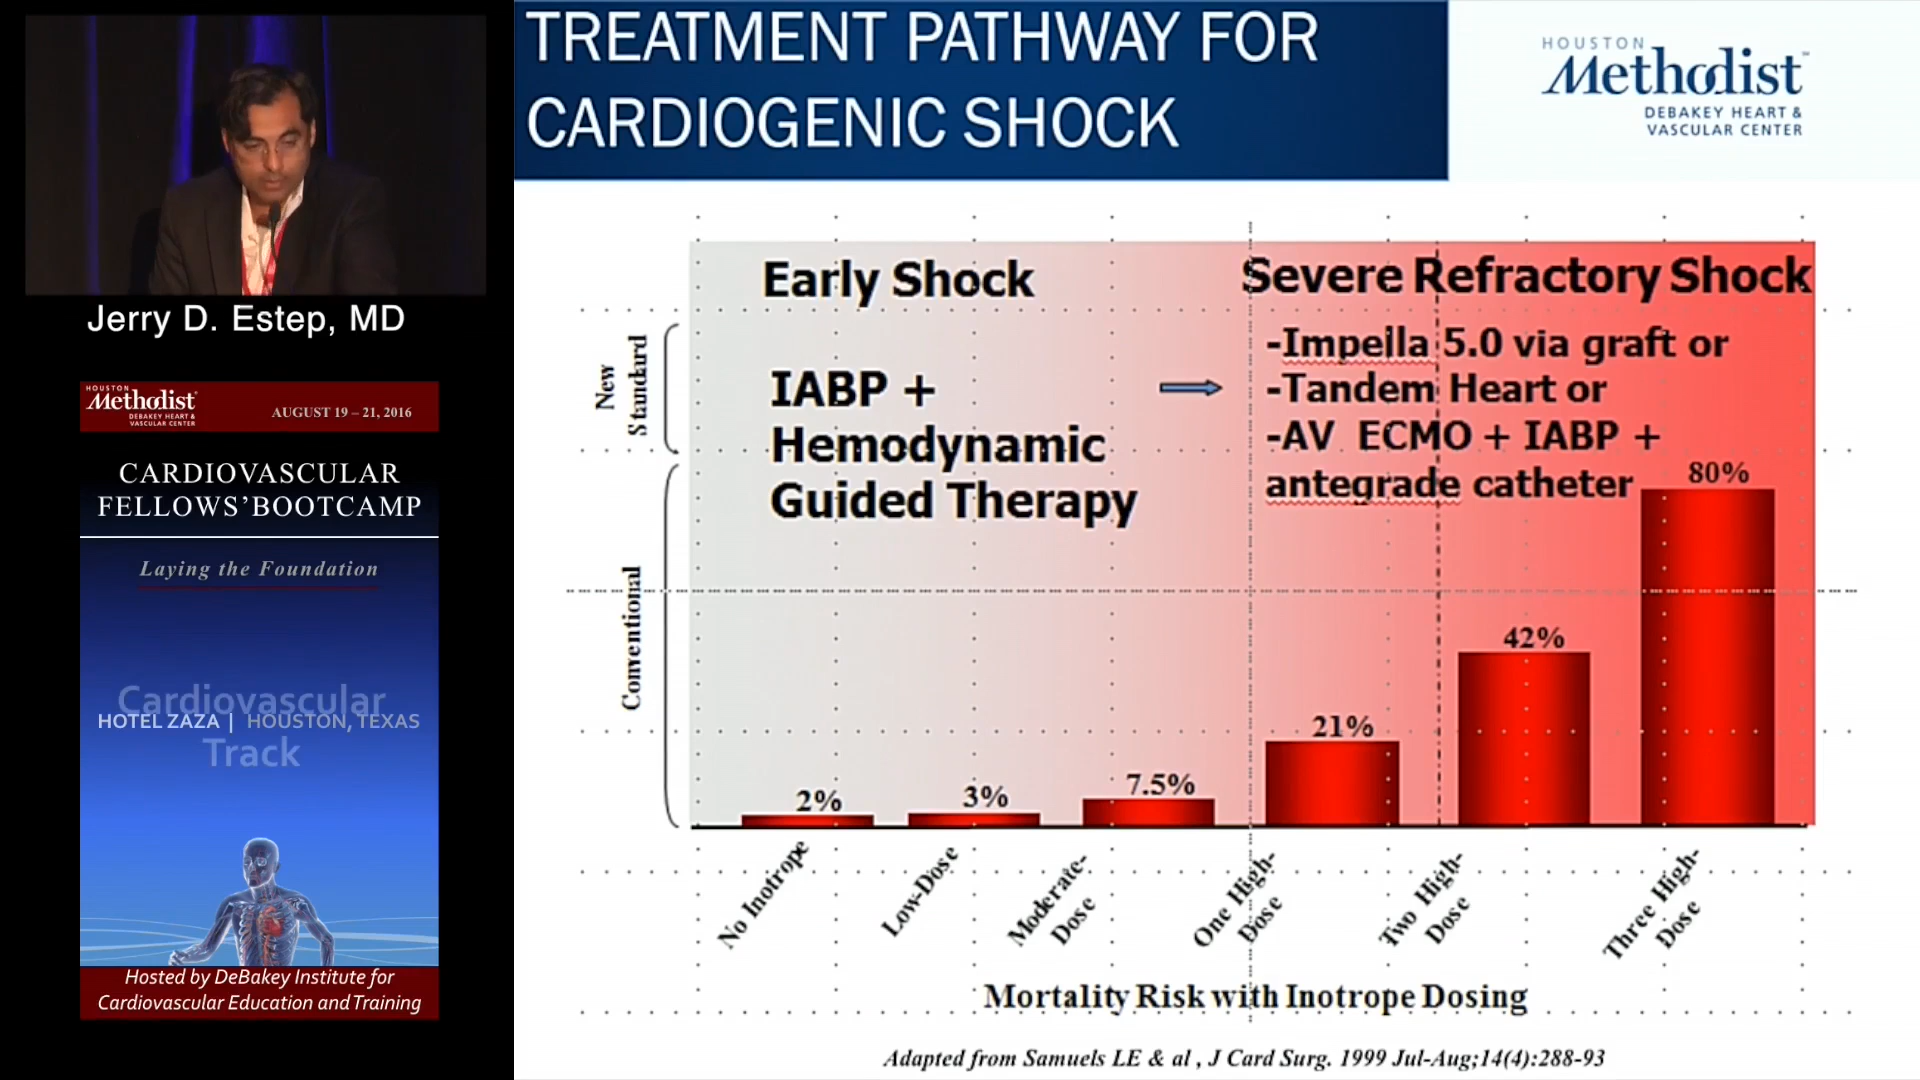 TREATMENT PATHWAY FOR
CARDIOGENIC SHOCK
HOUSTON
Methodist
DEBAKEY HEART &
VASCULAR CENTER
Jerry D. Estep, MD
HOUSTON
Methodist
DEBAKEY HEART &
VASCULAR CENTER
AUGUST 19 – 21, 2016
CARDIOVASCULAR
FELLOWS’BOOTCAMP
Laying the Foundation
Cardiovascular
HOTEL ZAZA | HOUSTON, TEXAS
Track
Hosted by DeBakey Institute for
Cardiovascular Education and Training
Early Shock
Severe Refractory Shock
New
Standard
IABP +
Hemodynamic
Guided Therapy
-Impella 5.0 via graft or
-Tandem Heart or
-AV ECMO + IABP +
antegrade catheter
Conventional
2%
3%
7.5%
21%
42%
80%
No Inotrope
Low-Dose
Moderate-
Dose
One High-
Dose
Two High-
Dose
Three High-
Dose
Mortality Risk with Inotrope Dosing
Adapted from Samuels LE & al , J Card Surg. 1999 Jul-Aug;14(4):288-93